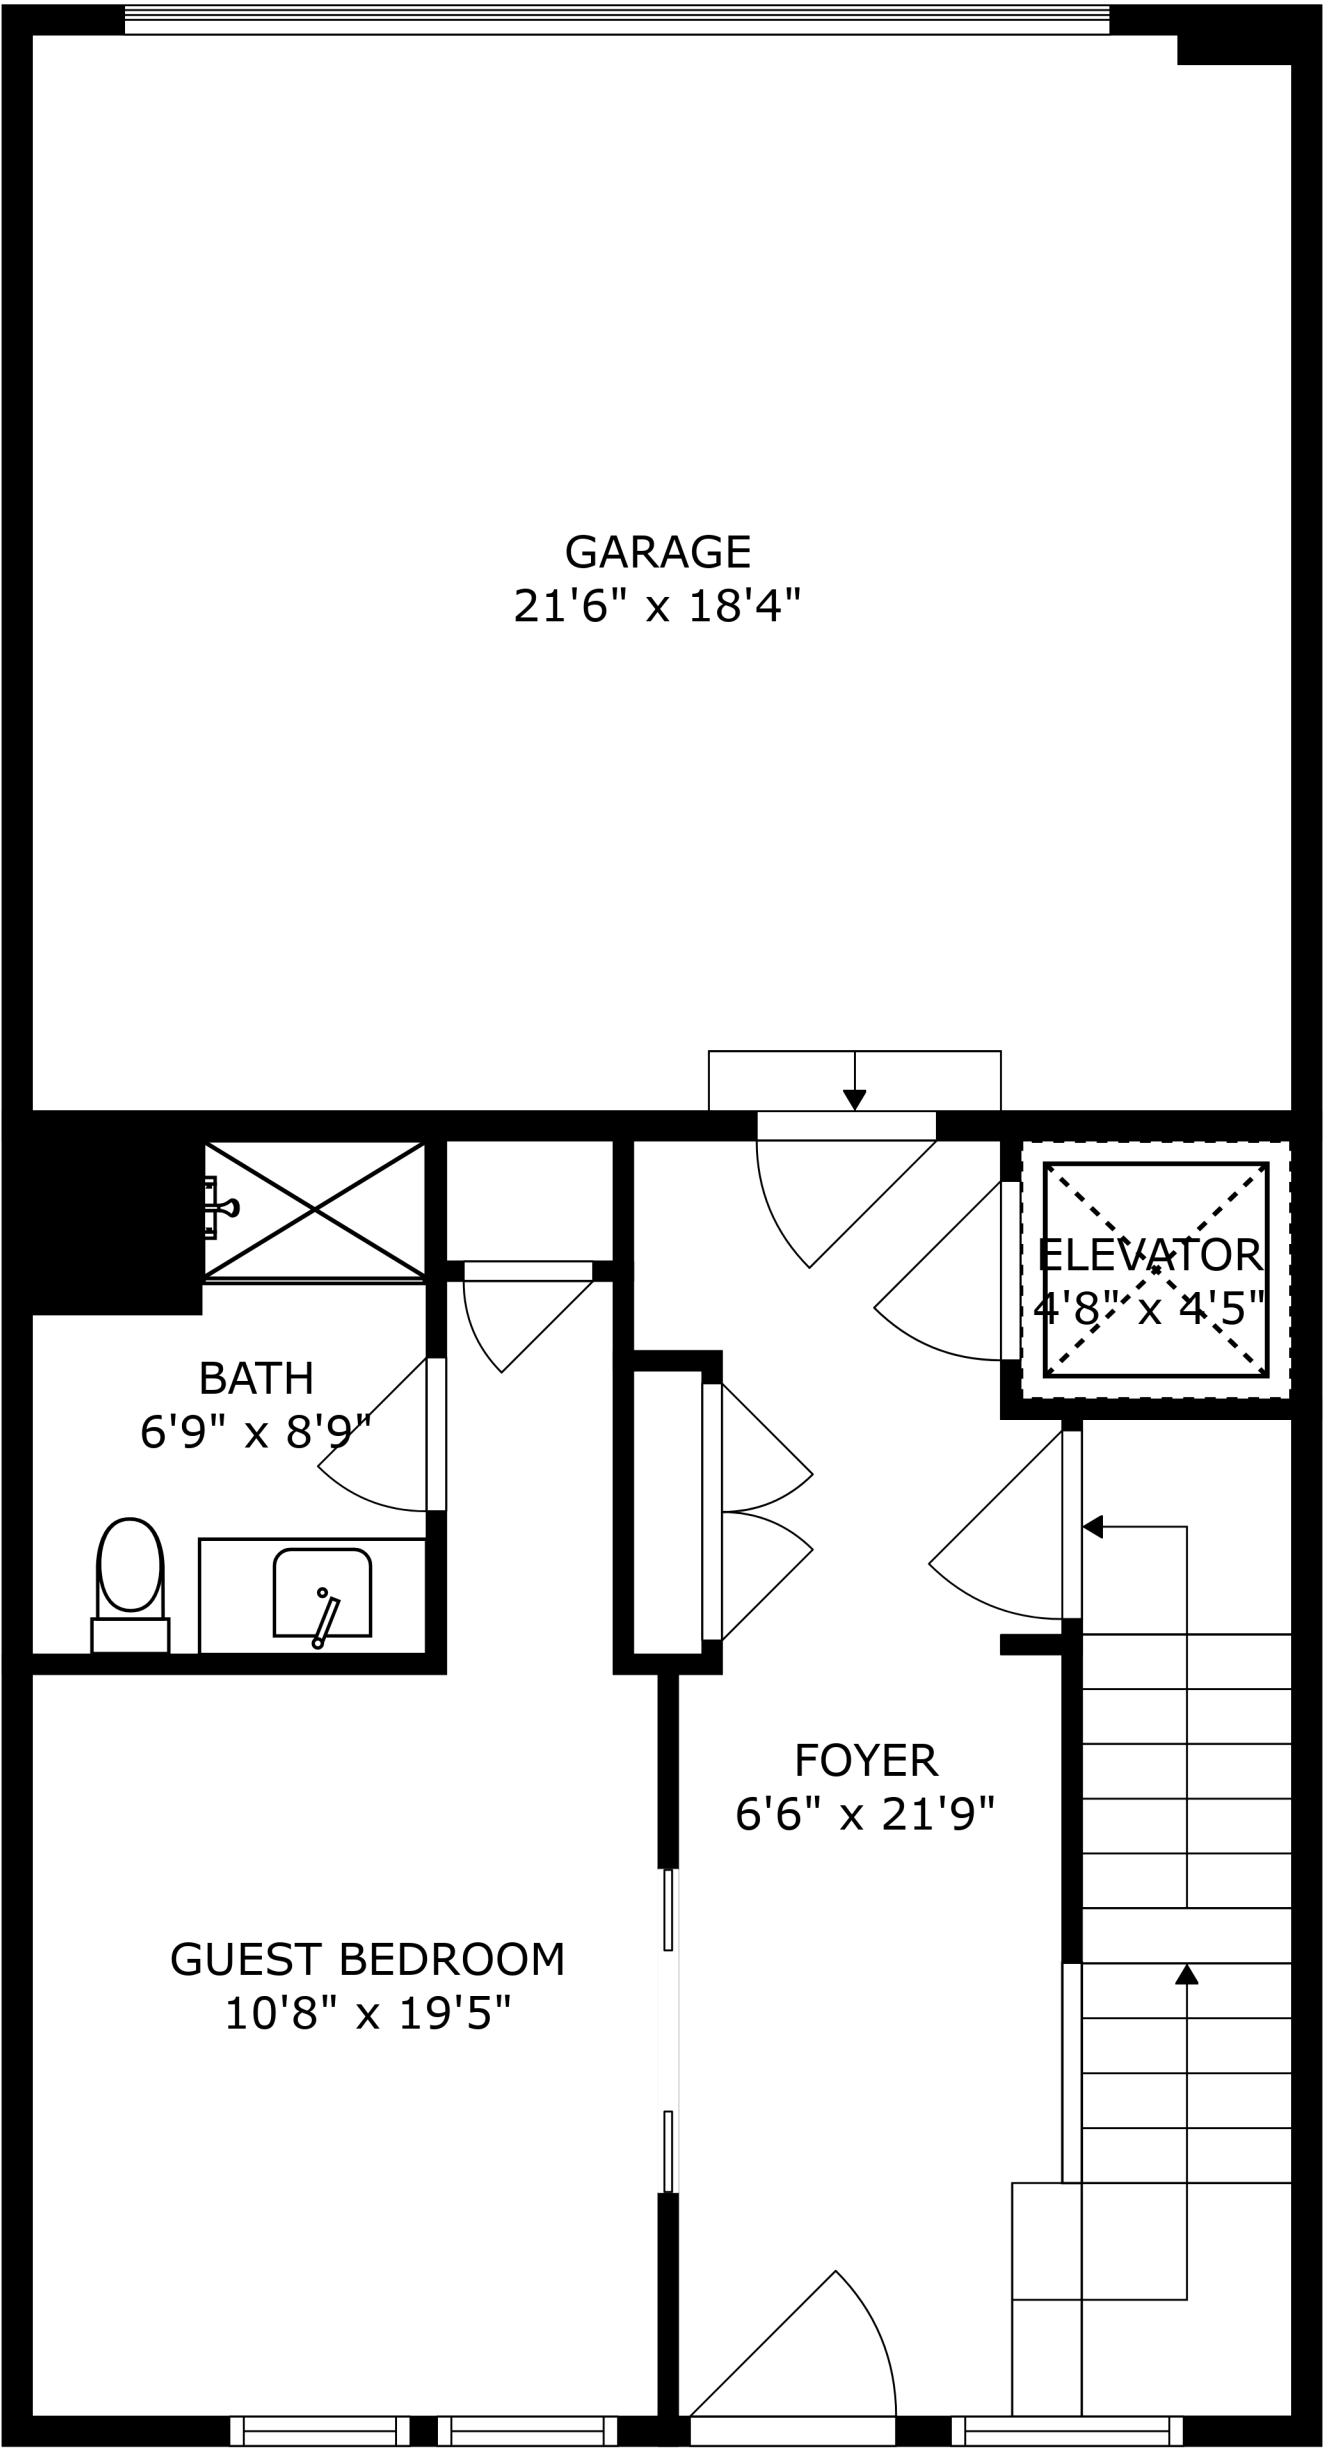 GARAGE
21'6" x 18'4"
ELEVATOR
4'8" x 4'5"
BATH
6'9" x 8'9"
FOYER
6'6" x 21'9"
GUEST BEDROOM
10'8" x 19'5"